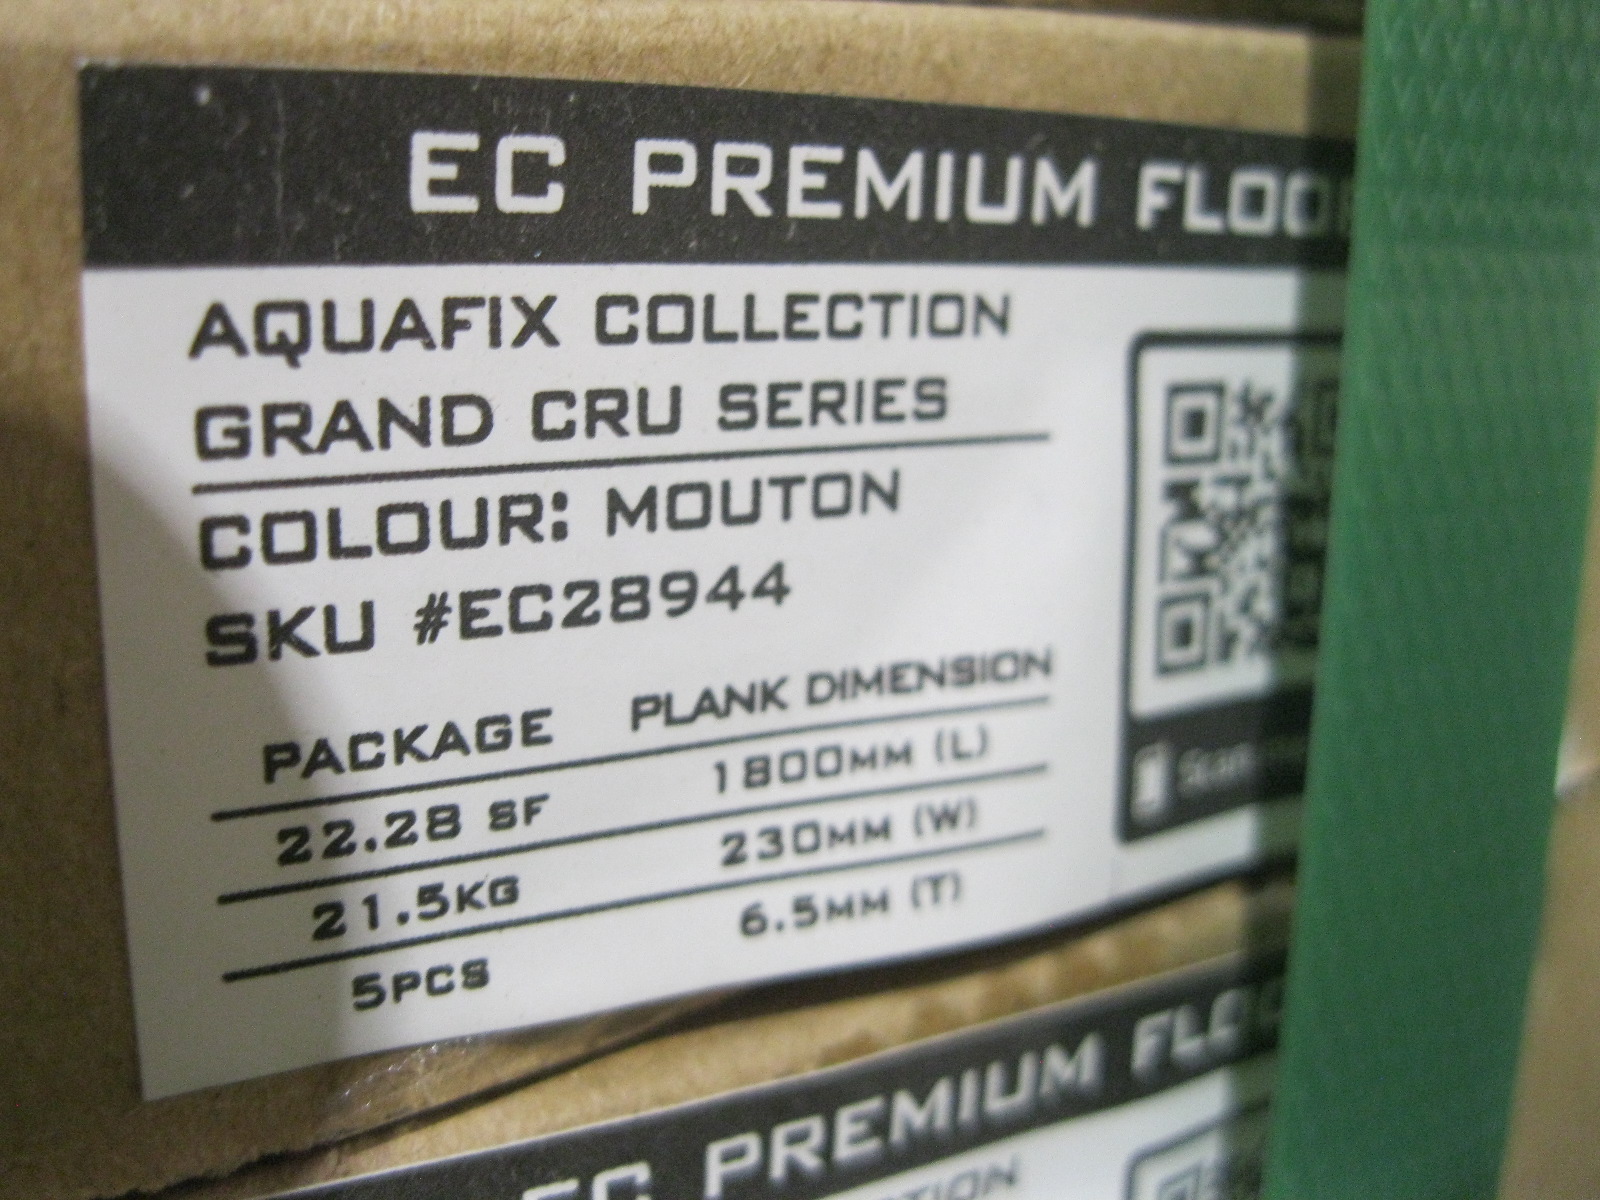 EC PREMIUM FLOO
AQUAFIX COLLECTION
GRAND CRU SERIES
COLOUR: MOUTON
SKU #EC28944
PACKAGE PLANK DIMENSION
22.28 SF 1800MM (L)
21.5KG 230MM (W)
5PCS 6.5MM (T)
Scan
EC PREMIUM FLO